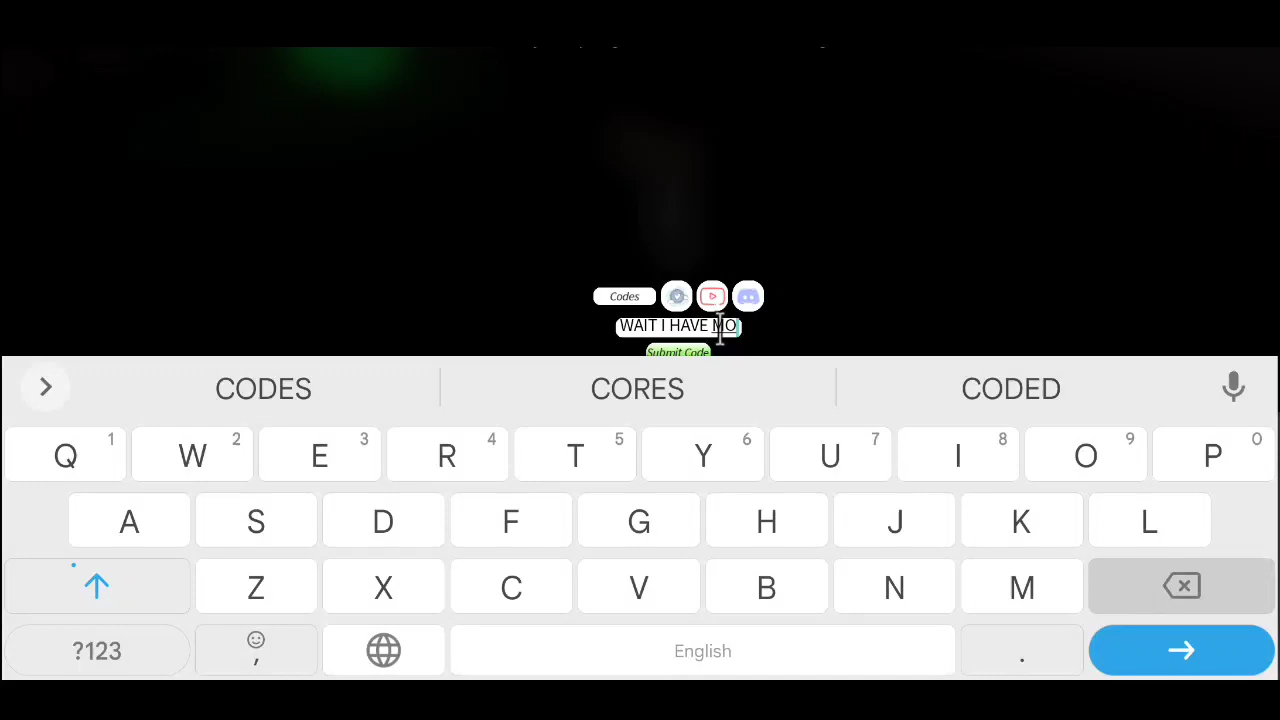 Codes
WAIT I HAVE MO
Submit Code
CODES CORES CODED
Q 1 W 2 E 3 R 4 T 5 Y 6 U 7 I 8 O 9 P 0
A S D F G H J K L
Z X C V B N M
?123 , English .